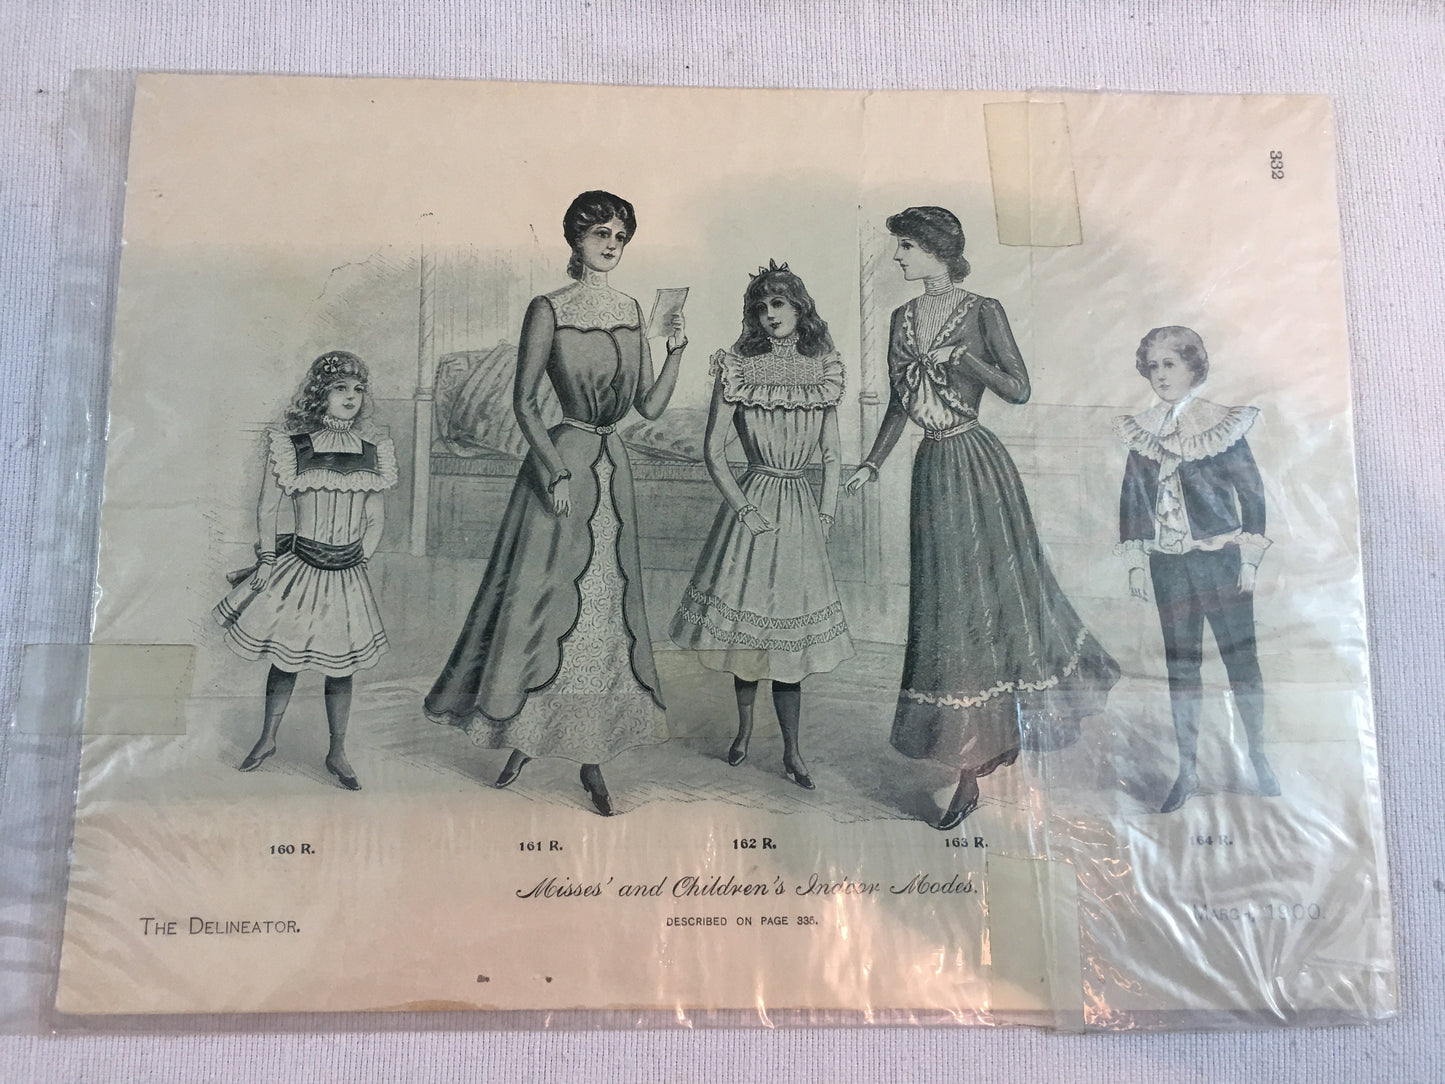 332
160 R. 161 R. 162 R. 163 R. 164 R.
Misses' and Children's Indoor Modes.
THE DELINEATOR.
DESCRIBED ON PAGE 335.
MARCH, 1900.